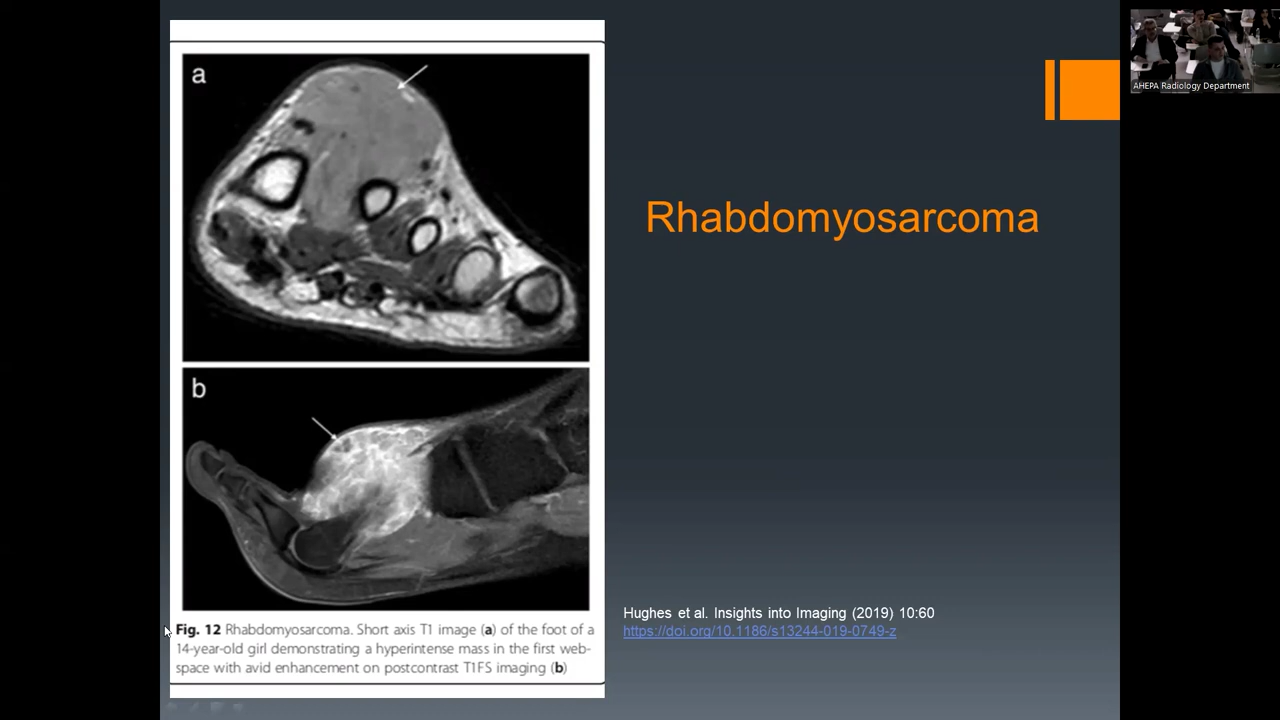 a
b
Fig. 12 Rhabdomyosarcoma. Short axis T1 image (a) of the foot of a
14-year-old girl demonstrating a hyperintense mass in the first web-
space with avid enhancement on postcontrast T1FS imaging (b)
Rhabdomyosarcoma
Hughes et al. Insights into Imaging (2019) 10:60
https://doi.org/10.1186/s13244-019-0749-z
AHEPA Radiology Department